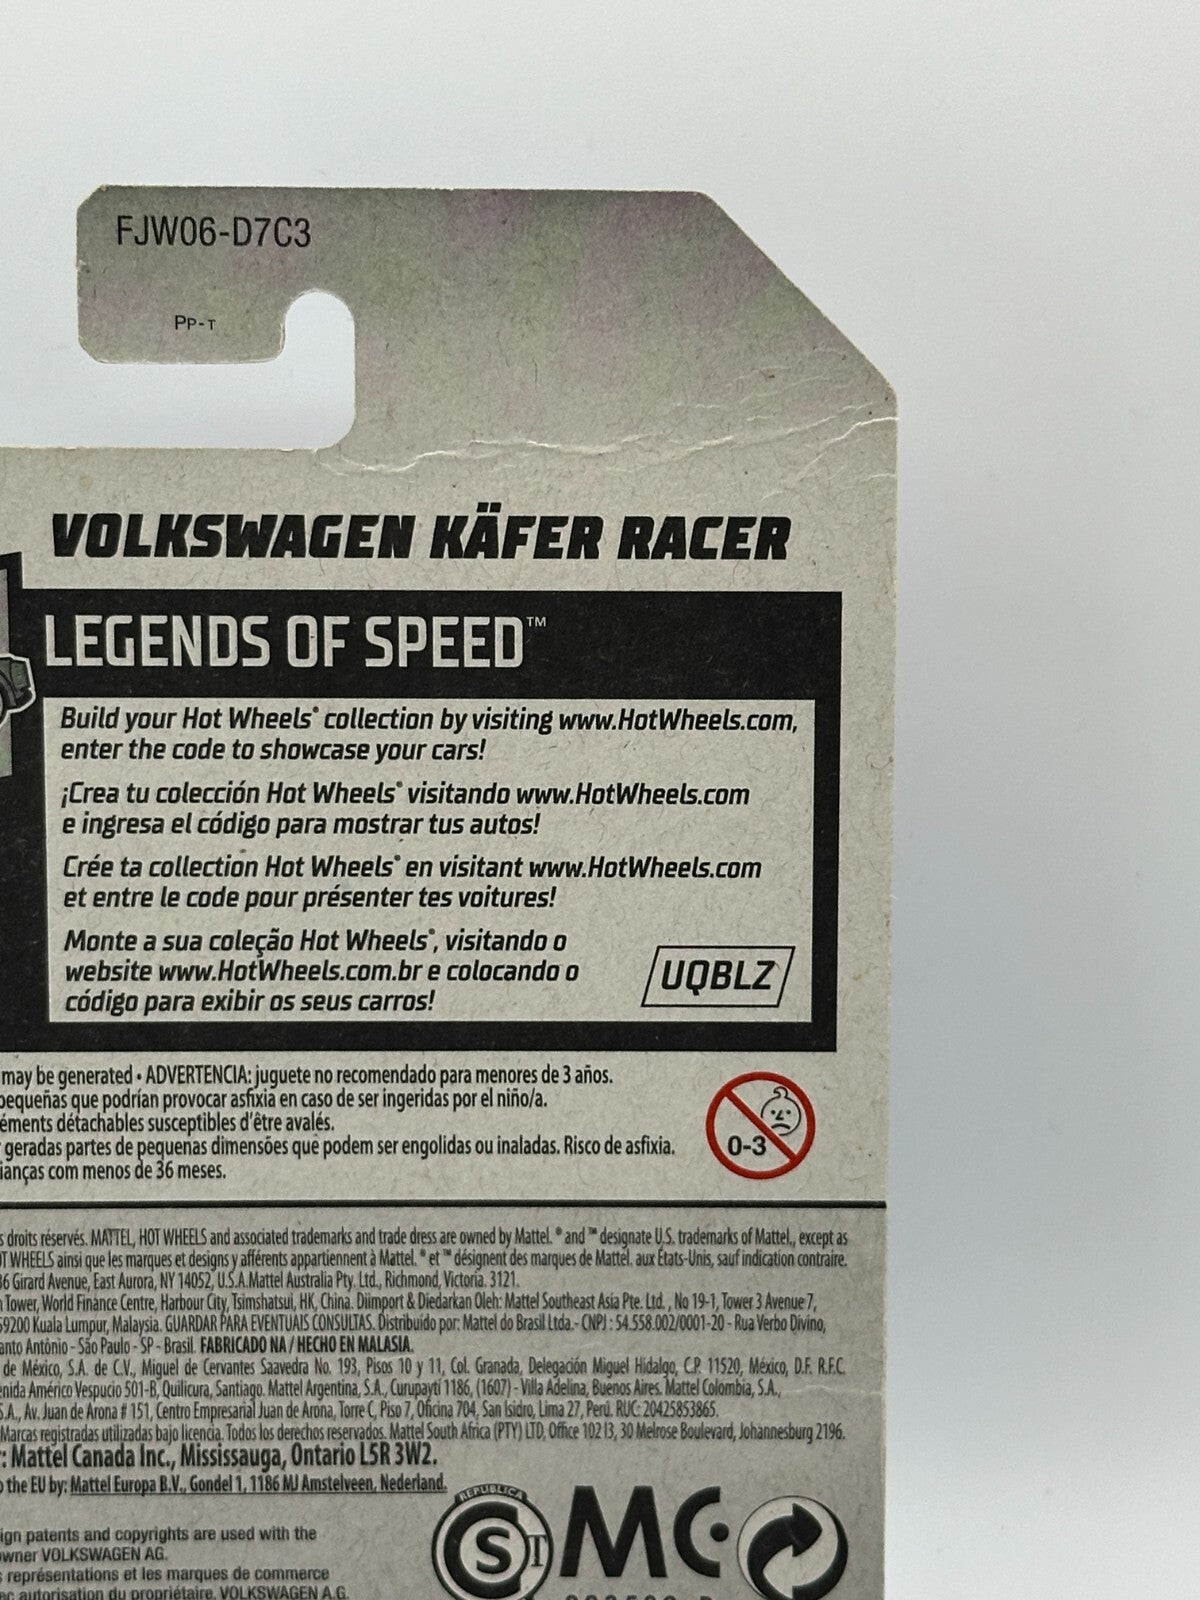 FJW06-D7C3
PP-T
VOLKSWAGEN KÄFER RACER
LEGENDS OF SPEED™
Build your Hot Wheels® collection by visiting www.HotWheels.com,
enter the code to showcase your cars!
¡Crea tu colección Hot Wheels® visitando www.HotWheels.com
e ingresa el código para mostrar tus autos!
Crée ta collection Hot Wheels® en visitant www.HotWheels.com
et entre le code pour présenter tes voitures!
Monte a sua coleção Hot Wheels®, visitando o
website www.HotWheels.com.br e colocando o
código para exibir os seus carros!
UQBLZ
may be generated • ADVERTENCIA: juguete no recomendado para menores de 3 años.
pequeñas que podrían provocar asfixia en caso de ser ingeridas por el niño/a.
éments détachables susceptibles d'être avalés.
geradas partes de pequenas dimensões que podem ser engolidas ou inaladas. Risco de asfixia.
ianças com menos de 36 meses.
0-3
s droits réservés. MATTEL, HOT WHEELS and associated trademarks and trade dress are owned by Mattel. ® and ™ designate U.S. trademarks of Mattel, except as
OT WHEELS ainsi que les marques et designs y afférents appartiennent à Mattel. ® et ™ désignent des marques de Mattel aux États-Unis, sauf indication contraire.
36 Girard Avenue, East Aurora, NY 14052, U.S.A. Mattel Australia Pty. Ltd., Richmond, Victoria. 3121.
Tower, World Finance Centre, Harbour City, Tsimshatsui, HK, China. Diimport & Diedarkan Oleh: Mattel Southeast Asia Pte. Ltd. , No 19-1, Tower 3 Avenue 7,
59200 Kuala Lumpur, Malaysia. GUARDAR PARA EVENTUAIS CONSULTAS. Distribuido por: Mattel do Brasil Ltda.- CNPJ : 54.558.002/0001-20 - Rua Verbo Divino,
anto Antônio - São Paulo - SP - Brasil. FABRICADO NA / HECHO EN MALASIA.
de México, S.A. de C.V., Miguel de Cervantes Saavedra No. 193, Pisos 10 y 11, Col. Granada, Delegación Miguel Hidalgo, C.P. 11520, México, D.F. R.F.C.
enida Américo Vespucio 501-B, Quilicura, Santiago. Mattel Argentina, S.A., Curupaytí 1186, (1607) - Villa Adelina, Buenos Aires. Mattel Colombia, S.A.,
S.A., Av. Juan de Arona # 151, Centro Empresarial Juan de Arona, Torre C, Piso 7, Oficina 704, San Isidro, Lima 27, Perú. RUC: 20425853865.
Marcas registradas utilizadas bajo licencia. Todos los derechos reservados. Mattel South Africa (PTY) LTD, Office 102 I3, 30 Melrose Boulevard, Johannesburg 2196.
: Mattel Canada Inc., Mississauga, Ontario L5R 3W2.
o the EU by: Mattel Europa B.V., Gondel 1, 1186 MJ Amstelveen, Nederland.
ign patents and copyrights are used with the
owner VOLKSWAGEN AG.
s représentations et les marques de commerce
ec autorisation du propriétaire, VOLKSWAGEN A.G.
REPUBLICA
CST
MC